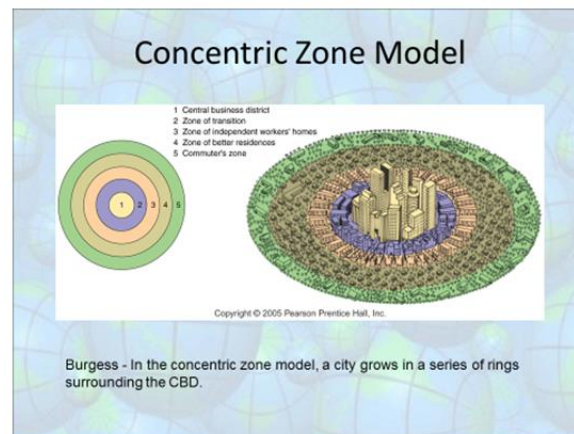 Concentric Zone Model
1 Central business district
2 Zone of transition
3 Zone of independent workers' homes
4 Zone of better residences
5 Commuter's zone
1 2 3 4 5
Copyright © 2005 Pearson Prentice Hall, Inc.
Burgess - In the concentric zone model, a city grows in a series of rings
surrounding the CBD.